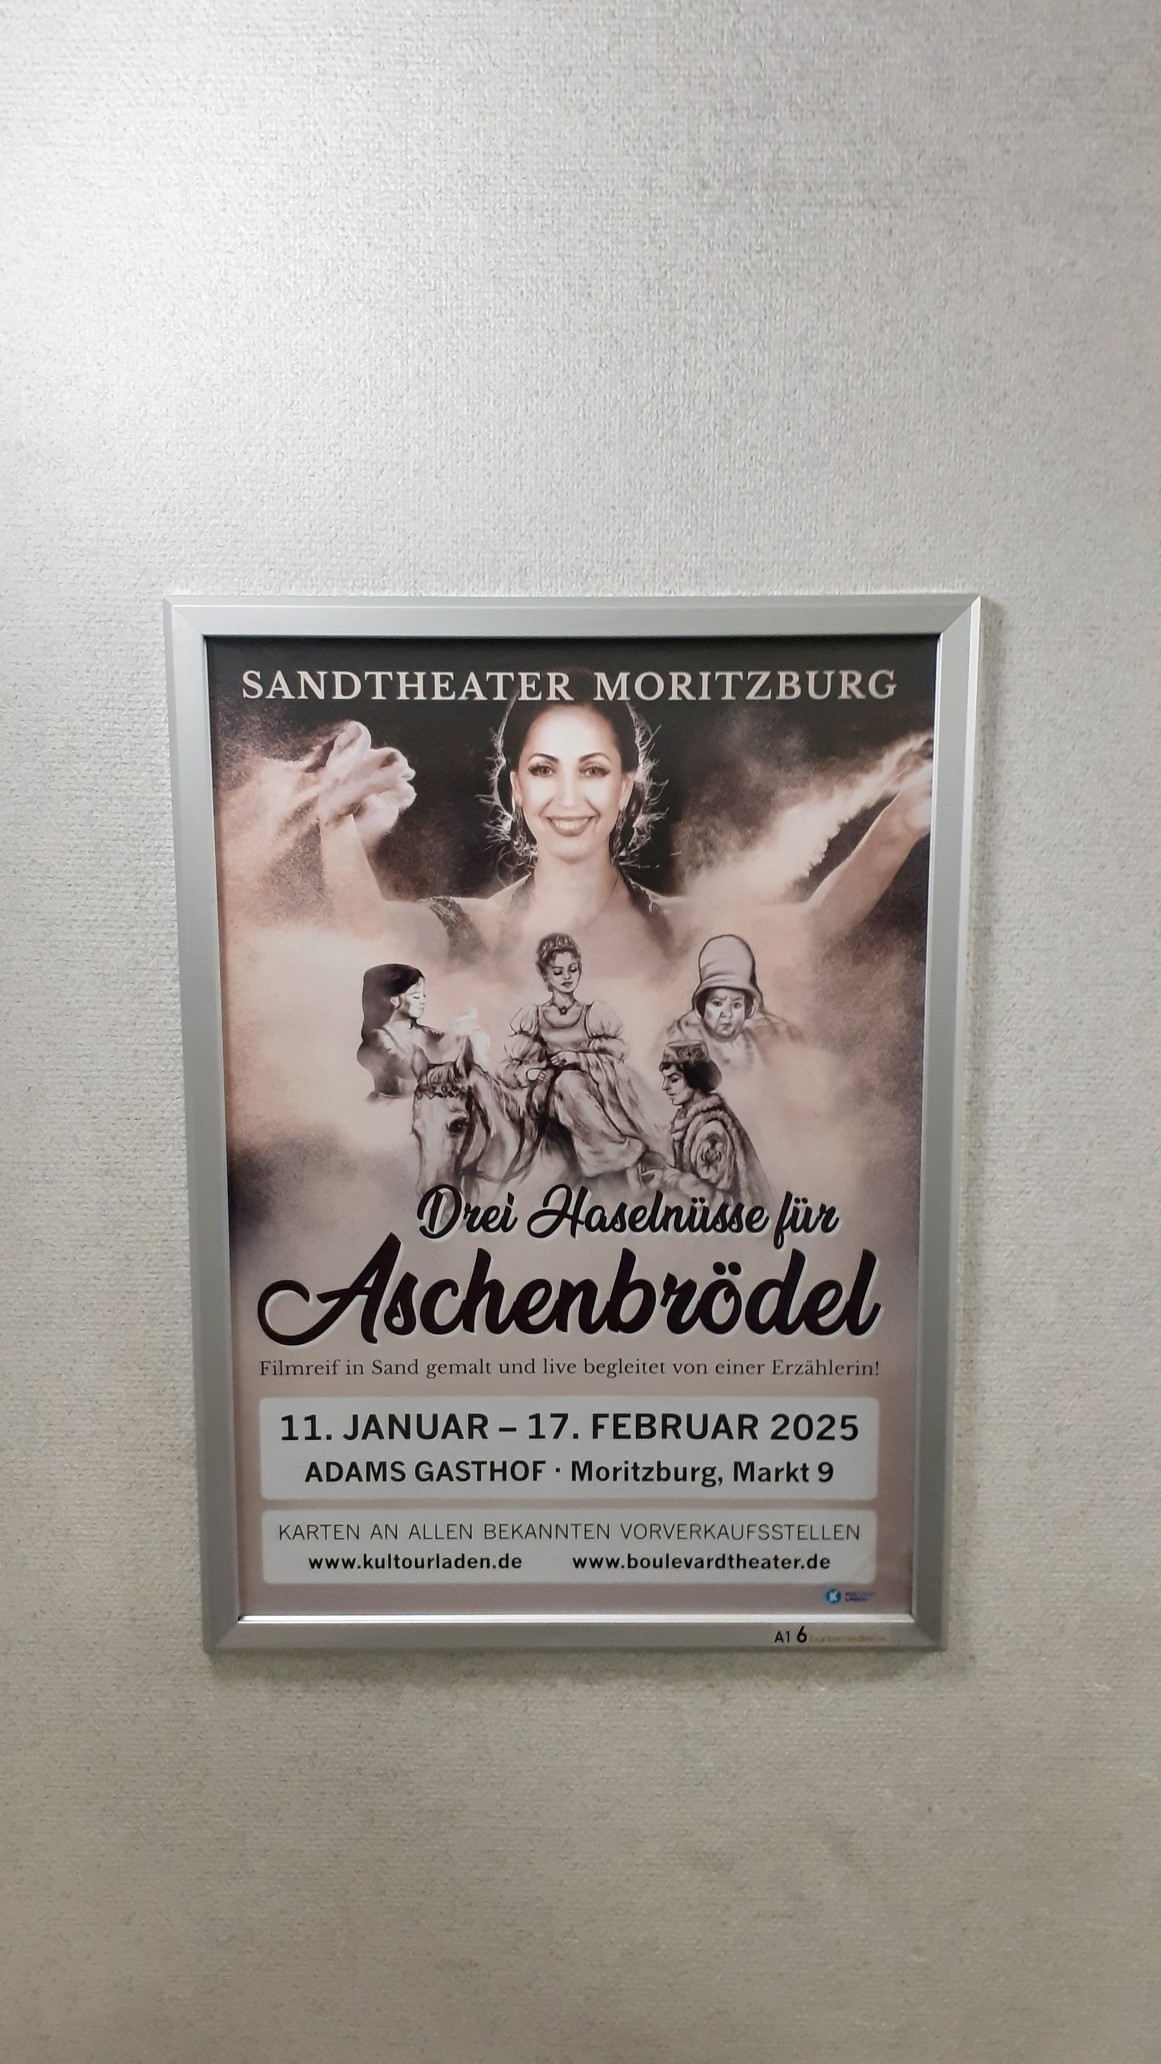 SANDTHEATER MORITZBURG
Drei Haselnüsse für
Aschenbrödel
Filmreif in Sand gemalt und live begleitet von einer Erzählerin!
11. JANUAR – 17. FEBRUAR 2025
ADAMS GASTHOF · Moritzburg, Markt 9
KARTEN AN ALLEN BEKANNTEN VORVERKAUFSSTELLEN
www.kultourladen.de www.boulevardtheater.de
K
A1 6